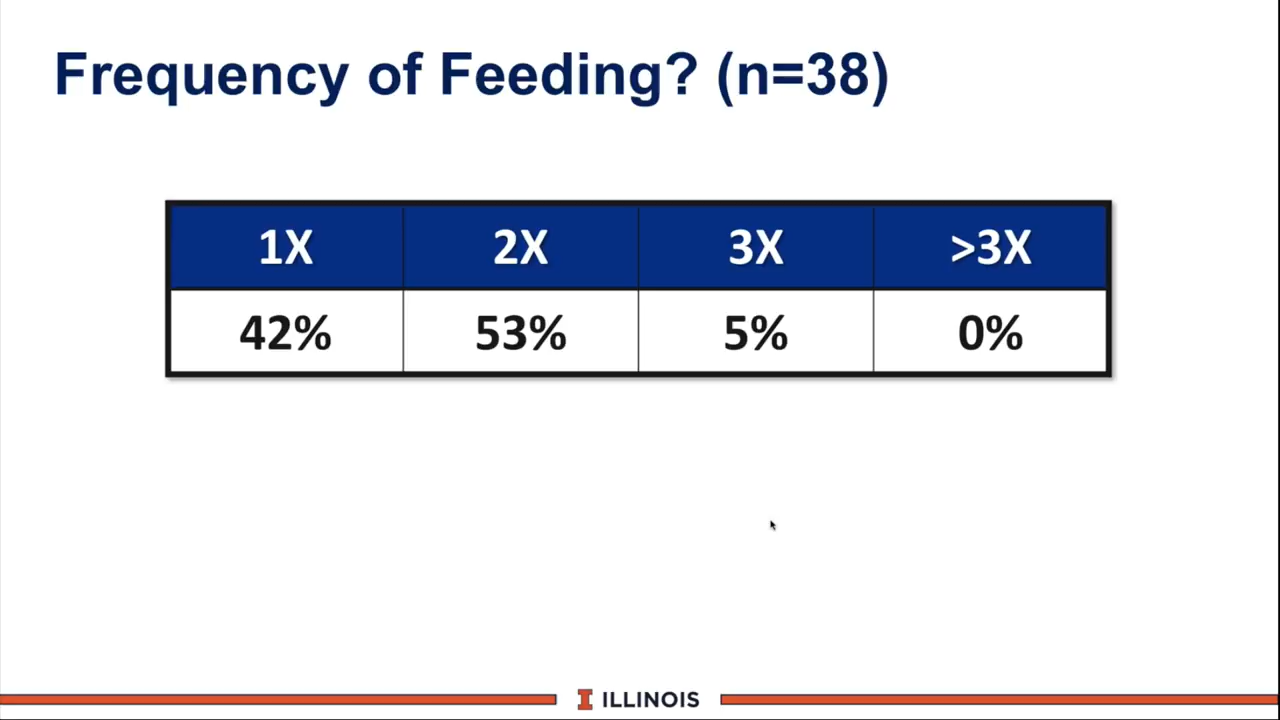 Frequency of Feeding? (n=38)
1X 2X 3X >3X
42% 53% 5% 0%
ILLINOIS